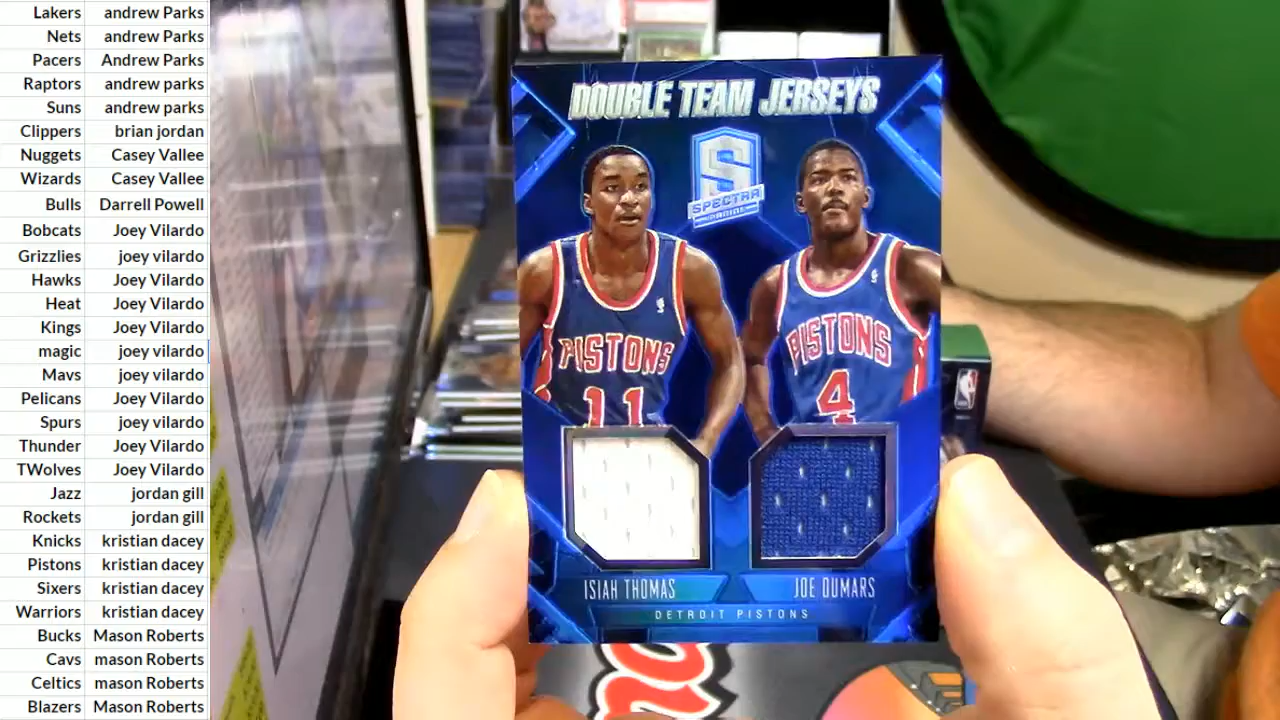 Lakers andrew Parks
Nets andrew Parks
Pacers Andrew Parks
Raptors andrew parks
Suns andrew parks
Clippers brian jordan
Nuggets Casey Vallee
Wizards Casey Vallee
Bulls Darrell Powell
Bobcats Joey Vilardo
Grizzlies joey vilardo
Hawks Joey Vilardo
Heat Joey Vilardo
Kings Joey Vilardo
magic joey vilardo
Mavs joey vilardo
Pelicans Joey Vilardo
Spurs joey vilardo
Thunder Joey Vilardo
TWolves Joey Vilardo
Jazz jordan gill
Rockets jordan gill
Knicks kristian dacey
Pistons kristian dacey
Sixers kristian dacey
Warriors kristian dacey
Bucks Mason Roberts
Cavs mason Roberts
Celtics mason Roberts
Blazers Mason Roberts
DOUBLE TEAM JERSEYS
S
SPECTRA
PANINI
PISTONS
11
PISTONS
4
ISIAH THOMAS JOE DUMARS
DETROIT PISTONS